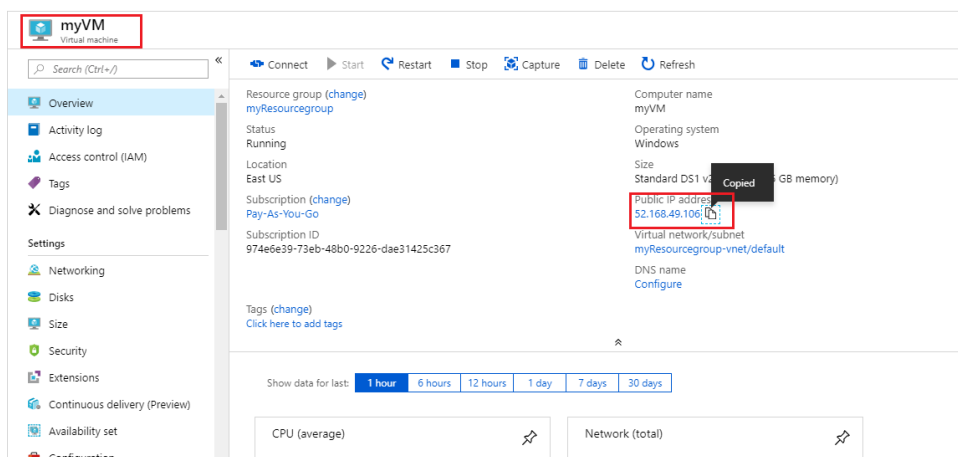 myVM
Virtual machine
Search (Ctrl+/)
«
Overview
Activity log
Access control (IAM)
Tags
Diagnose and solve problems
Settings
Networking
Disks
Size
Security
Extensions
Continuous delivery (Preview)
Availability set
Configuration
Connect Start Restart Stop Capture Delete Refresh
Resource group (change)
myResourcegroup
Status
Running
Location
East US
Subscription (change)
Pay-As-You-Go
Subscription ID
974e6e39-73eb-48b0-9226-dae31425c367
Computer name
myVM
Operating system
Windows
Size
Standard DS1 GB memory)
Copied
Public IP address
52.168.49.106
Virtual network/subnet
myResourcegroup-vnet/default
DNS name
Configure
Tags (change)
Click here to add tags
Show data for last: 1 hour 6 hours 12 hours 1 day 7 days 30 days
CPU (average)
Network (total)